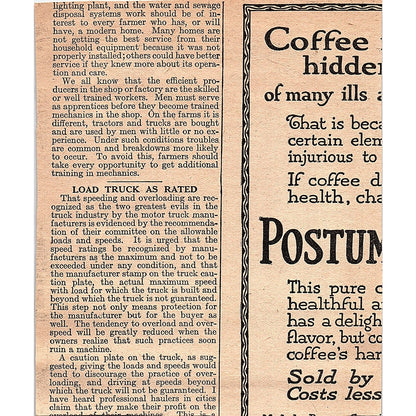 lighting plant, and the water and sewage
disposal systems work should be of in-
terest to every farmer who has, or will
have, a modern home. Many homes are
not getting the best service from their
household equipment because it was not
properly installed; others could have better
service if they knew more about its opera-
tion and care.
We all know that the efficient pro-
ducers in the shop or factory are the skilled
or well trained workers. Men must serve
as apprentices before they become trained
mechanics in the shop. On the farms it is
different, tractors and trucks are bought
and are used by men with little or no ex-
perience. Under such conditions troubles
are common and breakdowns more likely
to occur. To avoid this, farmers should
take every opportunity to get additional
training in mechanics.
LOAD TRUCK AS RATED
That speeding and overloading are rec-
ognized as the two greatest evils in the
truck industry by the motor truck manu-
facturers is evidenced by the recommenda-
tion of their committee on the allowable
loads and speeds. It is urged that the
speed ratings be recognized by manu-
facturers as the maximum and not to be
exceeded under any condition, and that
the manufacturer stamp on the truck cau-
tion plate, the actual maximum speed
with load for which the truck is built and
beyond which the truck is not guaranteed.
This step not only means protection for
the manufacturer but for the buyer as
well. The tendency to overload and over-
speed will be greatly reduced when the
owners realize that such practices soon
ruin a machine.
A caution plate on the truck, as sug-
gested, giving the loads and speeds would
tend to discourage the practice of over-
loading, and driving at speeds beyond
which the truck will not be guaranteed. I
have heard professional haulers in cities
claim that they make their profit on the
Coffee
hidden
of many ills a
That is beca
certain elem
injurious to
If coffee d
health, cha
POSTUM
This pure c
healthful a
has a deligh
flavor, but co
coffee's har
Sold by
Costs less